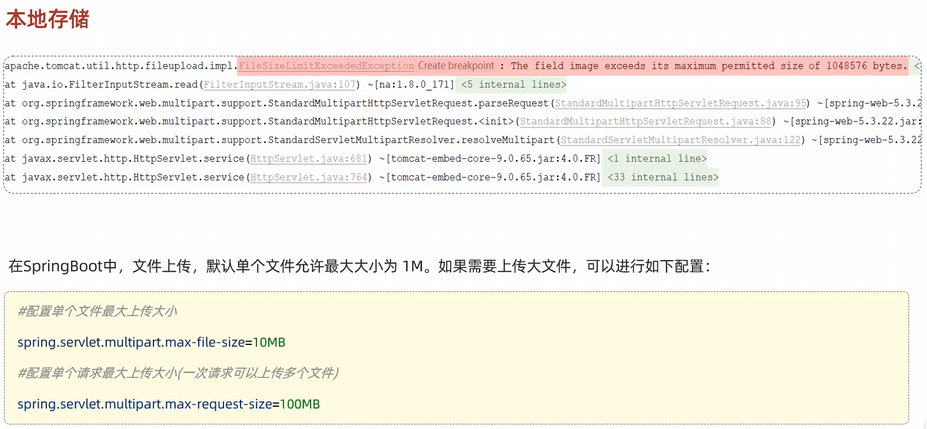 本地存储
apache.tomcat.util.http.fileupload.impl.FileSizeLimitExceededException Create breakpoint : The field image exceeds its maximum permitted size of 1048576 bytes. <
at java.io.FilterInputStream.read(FilterInputStream.java:107) ~[na:1.8.0_171] <5 internal lines>
at org.springframework.web.multipart.support.StandardMultipartHttpServletRequest.parseRequest(StandardMultipartHttpServletRequest.java:95) ~[spring-web-5.3.2
at org.springframework.web.multipart.support.StandardMultipartHttpServletRequest.<init>(StandardMultipartHttpServletRequest.java:88) ~[spring-web-5.3.22.jar:
at org.springframework.web.multipart.support.StandardServletMultipartResolver.resolveMultipart(StandardServletMultipartResolver.java:122) ~[spring-web-5.3.22
at javax.servlet.http.HttpServlet.service(HttpServlet.java:681) ~[tomcat-embed-core-9.0.65.jar:4.0.FR] <1 internal line>
at javax.servlet.http.HttpServlet.service(HttpServlet.java:764) ~[tomcat-embed-core-9.0.65.jar:4.0.FR] <33 internal lines>
在SpringBoot中，文件上传，默认单个文件允许最大大小为 1M。如果需要上传大文件，可以进行如下配置：
#配置单个文件最大上传大小
spring.servlet.multipart.max-file-size=10MB
#配置单个请求最大上传大小(一次请求可以上传多个文件)
spring.servlet.multipart.max-request-size=100MB